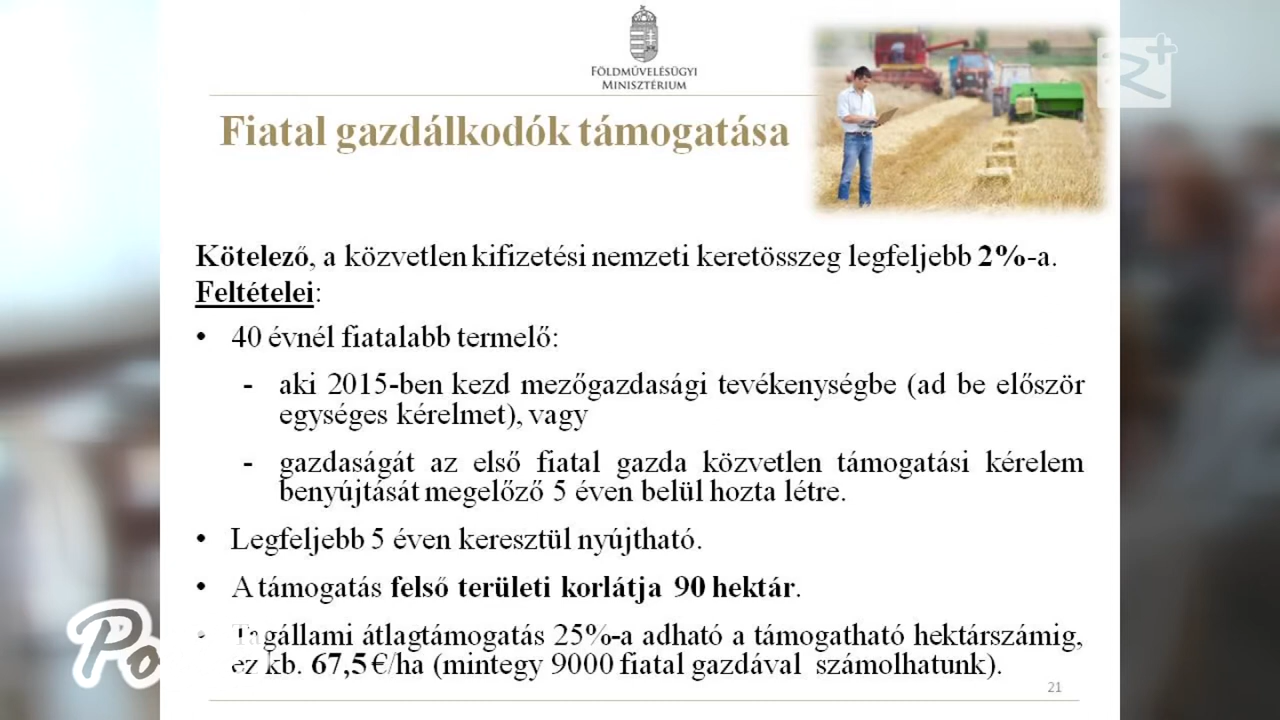 FÖLDMŰVELÉSÜGYI
MINISZTÉRIUM
Fiatal gazdálkodók támogatása
Kötelező, a közvetlen kifizetési nemzeti keretösszeg legfeljebb 2%-a.
Feltételei:
• 40 évnél fiatalabb termelő:
- aki 2015-ben kezd mezőgazdasági tevékenységbe (ad be először
egységes kérelmet), vagy
- gazdaságát az első fiatal gazda közvetlen támogatási kérelem
benyújtását megelőző 5 éven belül hozta létre.
• Legfeljebb 5 éven keresztül nyújtható.
• A támogatás felső területi korlátja 90 hektár.
• Tagállami átlagtámogatás 25%-a adható a támogatható hektárszámig,
ez kb. 67,5 €/ha (mintegy 9000 fiatal gazdával számolhatunk).
21
R+
Po